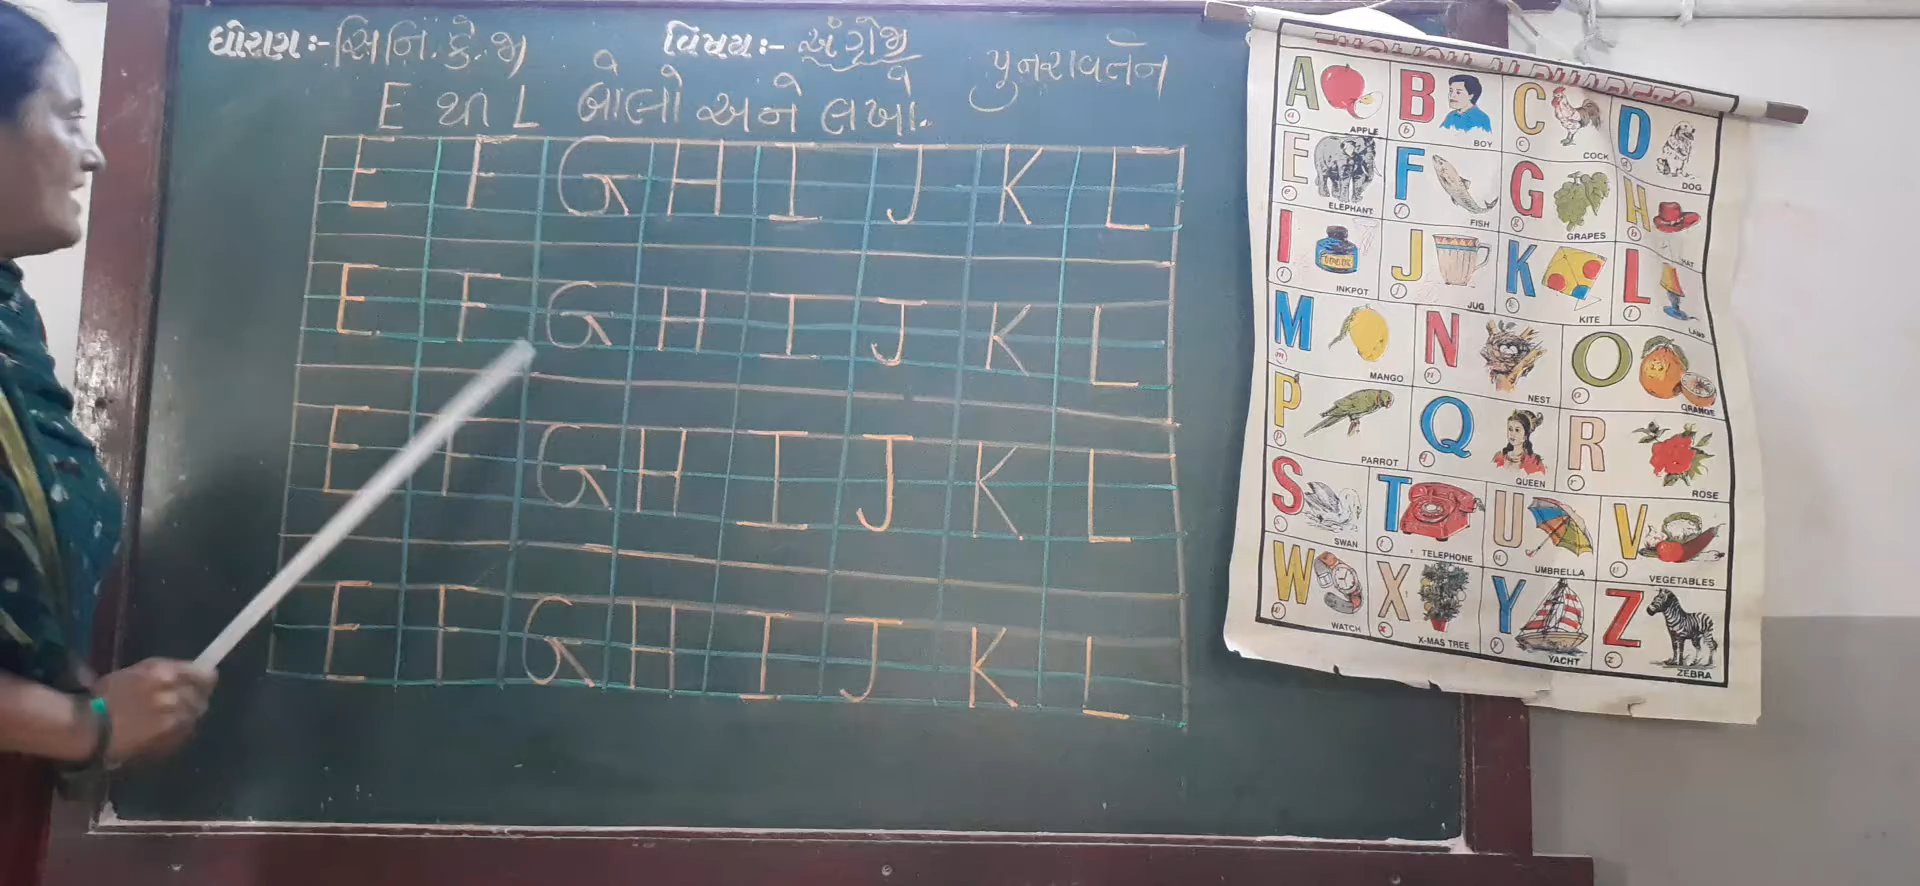 ધોરણઃ- સિનિ. કે. જી વિષયઃ- અંગ્રેજી પુનરાવર્તન
E થી L બોલો અને લખો.
E F G H I J K L
E F G H I J K L
E F G H I J K L
E F G H I J K L
A a APPLE B b BOY C c COCK D d DOG
E e ELEPHANT F f FISH G g GRAPES H h HAT
I i INKPOT J j JUG K k KITE L l LAMP
M m MANGO N n NEST O o ORANGE
P p PARROT Q q QUEEN R r ROSE
S s SWAN T t TELEPHONE U u UMBRELLA V v VEGETABLES
W w WATCH X x X-MAS TREE Y y YACHT Z z ZEBRA